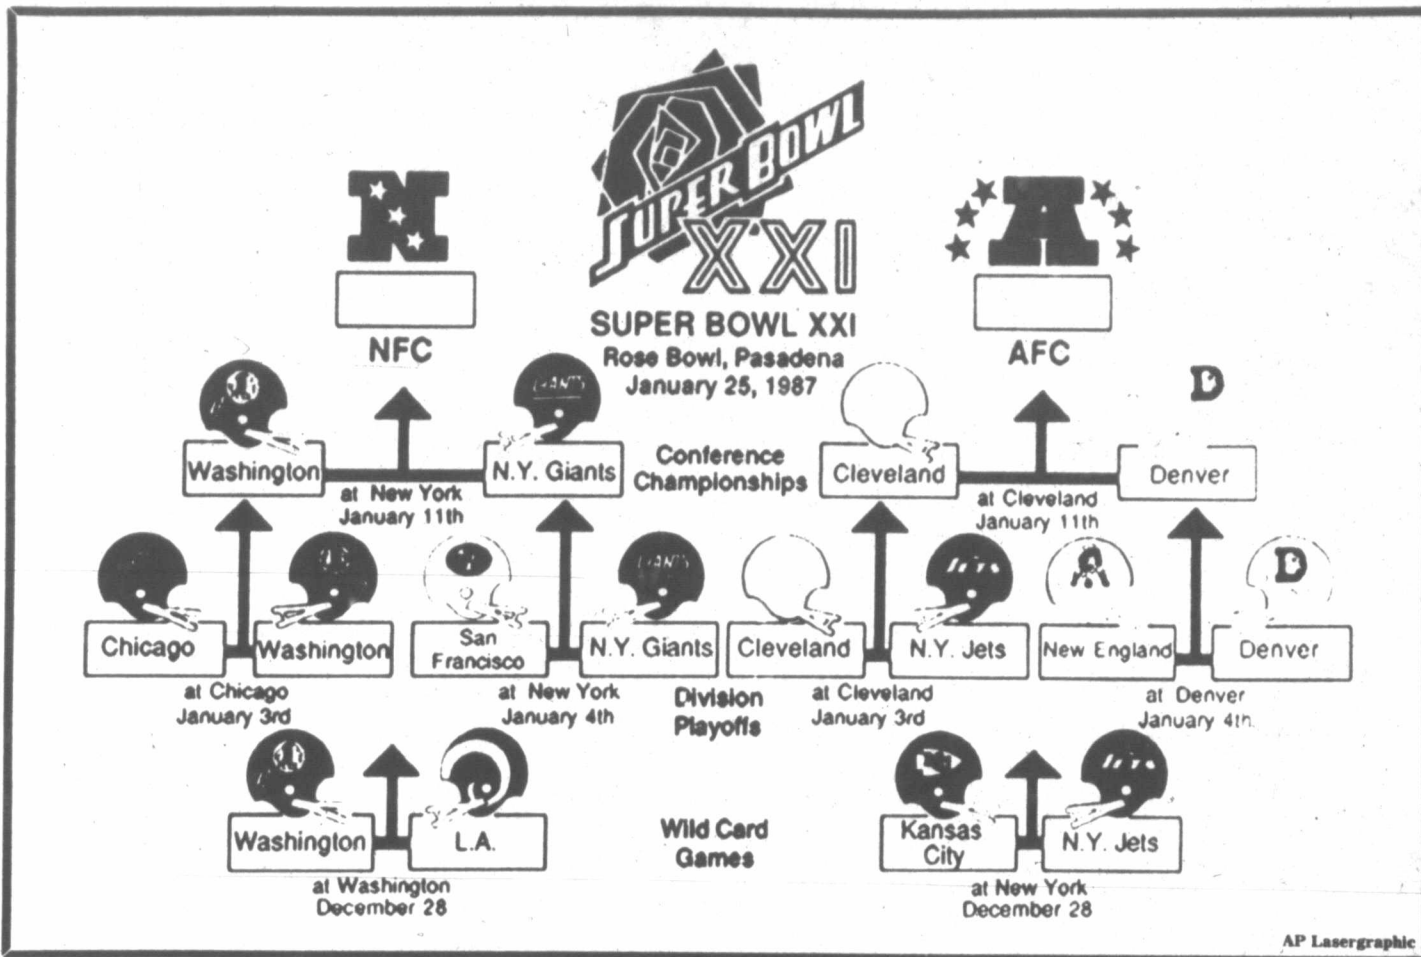 SUPER BOWL
XXI
N
A
SUPER BOWL XXI
Rose Bowl, Pasadena
January 25, 1987
NFC
AFC
GIANTS
D
Washington
N.Y. Giants
Conference
Championships
Cleveland
Denver
at New York
January 11th
at Cleveland
January 11th
GIANTS
JETS
D
Chicago
Washington
San
Francisco
N.Y. Giants
Cleveland
N.Y. Jets
New England
Denver
at Chicago
January 3rd
at New York
January 4th
Division
Playoffs
at Cleveland
January 3rd
at Denver
January 4th
JETS
Washington
L.A.
Wild Card
Games
Kansas
City
N.Y. Jets
at Washington
December 28
at New York
December 28
AP Lasergraphic